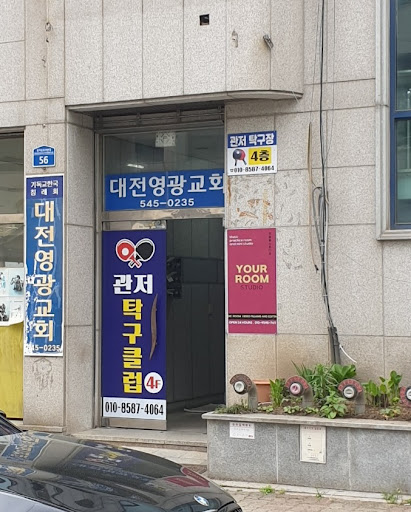 56
기독교한국
침례회
대전영광교회
545-0235
대전영광교회
545-0235
관저 탁구장
4층
010-8587-4064
관저
탁구클럽
4F
010-8587-4064
YOUR
ROOM
STUDIO